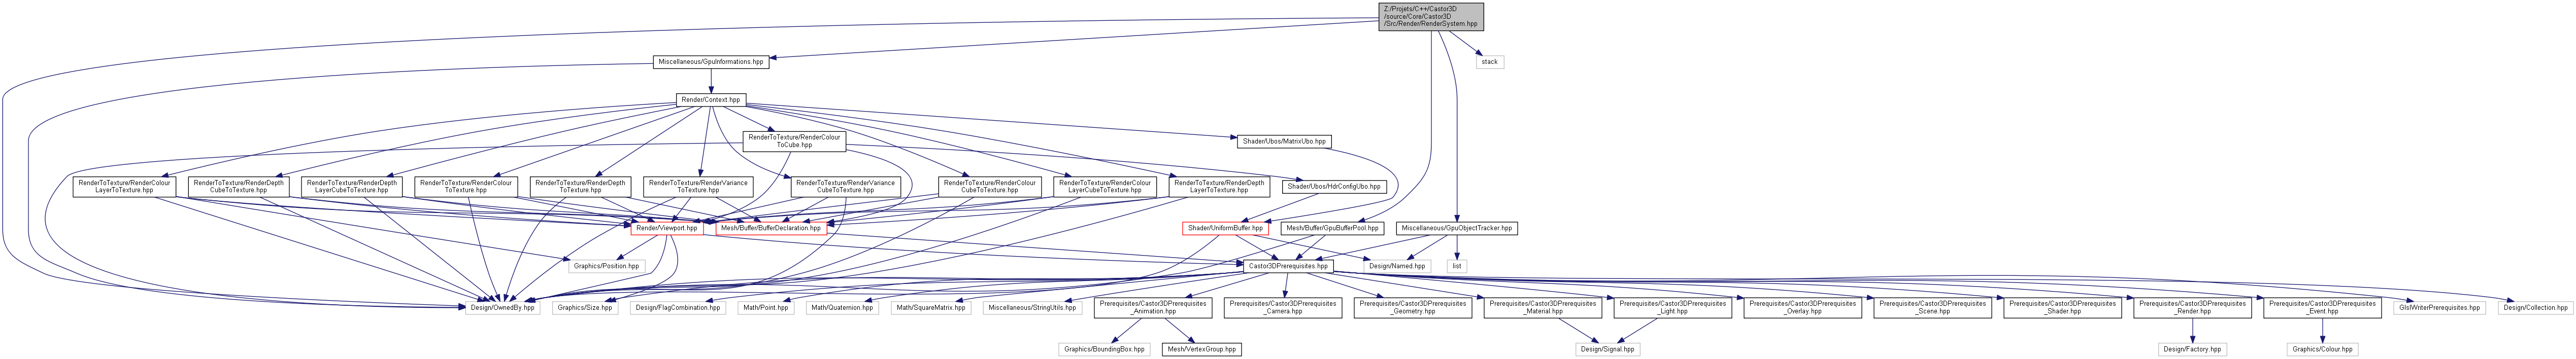 Z:/Projets/C++/Castor3D
/source/Core/Castor3D
/Src/Render/RenderSystem.hpp
Miscellaneous/GpuInformations.hpp
stack
Render/Context.hpp
RenderToTexture/RenderColour
ToCube.hpp
Shader/Ubos/MatrixUbo.hpp
RenderToTexture/RenderColour
LayerToTexture.hpp
RenderToTexture/RenderDepth
CubeToTexture.hpp
RenderToTexture/RenderDepth
LayerCubeToTexture.hpp
RenderToTexture/RenderColour
ToTexture.hpp
RenderToTexture/RenderDepth
ToTexture.hpp
RenderToTexture/RenderVariance
ToTexture.hpp
RenderToTexture/RenderVariance
CubeToTexture.hpp
RenderToTexture/RenderColour
CubeToTexture.hpp
RenderToTexture/RenderColour
LayerCubeToTexture.hpp
RenderToTexture/RenderDepth
LayerToTexture.hpp
Shader/Ubos/HdrConfigUbo.hpp
Render/Viewport.hpp
Mesh/Buffer/BufferDeclaration.hpp
Shader/UniformBuffer.hpp
Mesh/Buffer/GpuBufferPool.hpp
Miscellaneous/GpuObjectTracker.hpp
Graphics/Position.hpp
Castor3DPrerequisites.hpp
Design/Named.hpp
list
Design/OwnedBy.hpp
Graphics/Size.hpp
Design/FlagCombination.hpp
Math/Point.hpp
Math/Quaternion.hpp
Math/SquareMatrix.hpp
Miscellaneous/StringUtils.hpp
Prerequisites/Castor3DPrerequisites
_Animation.hpp
Prerequisites/Castor3DPrerequisites
_Camera.hpp
Prerequisites/Castor3DPrerequisites
_Geometry.hpp
Prerequisites/Castor3DPrerequisites
_Material.hpp
Prerequisites/Castor3DPrerequisites
_Light.hpp
Prerequisites/Castor3DPrerequisites
_Overlay.hpp
Prerequisites/Castor3DPrerequisites
_Scene.hpp
Prerequisites/Castor3DPrerequisites
_Shader.hpp
Prerequisites/Castor3DPrerequisites
_Render.hpp
Prerequisites/Castor3DPrerequisites
_Event.hpp
GlslWriterPrerequisites.hpp
Design/Collection.hpp
Graphics/BoundingBox.hpp
Mesh/VertexGroup.hpp
Design/Signal.hpp
Design/Factory.hpp
Graphics/Colour.hpp